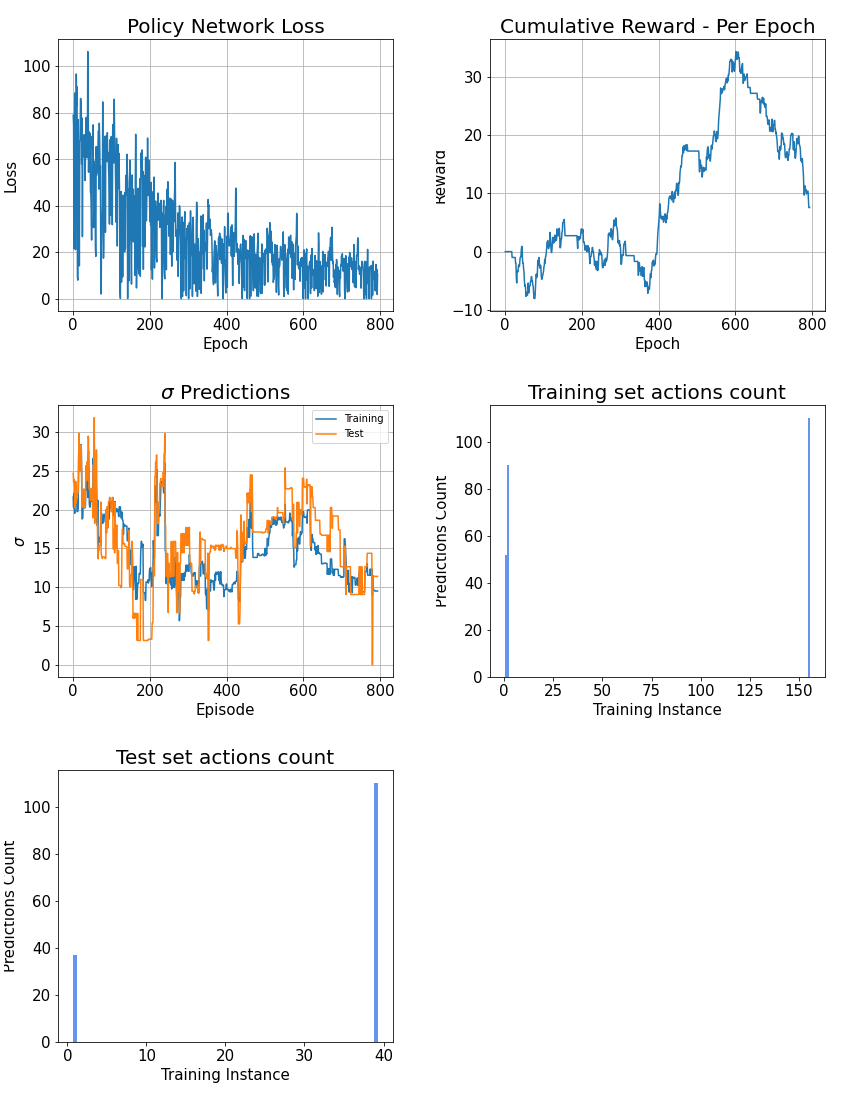 Policy Network Loss
Loss
100
80
60
40
20
0
0 200 400 600 800
Epoch
Cumulative Reward - Per Epoch
Reward
30
20
10
0
−10
0 200 400 600 800
Epoch
σ Predictions
Training
Test
σ
30
25
20
15
10
5
0
0 200 400 600 800
Episode
Training set actions count
Predictions Count
100
80
60
40
20
0
0 25 50 75 100 125 150
Training Instance
Test set actions count
Predictions Count
100
80
60
40
20
0
0 10 20 30 40
Training Instance